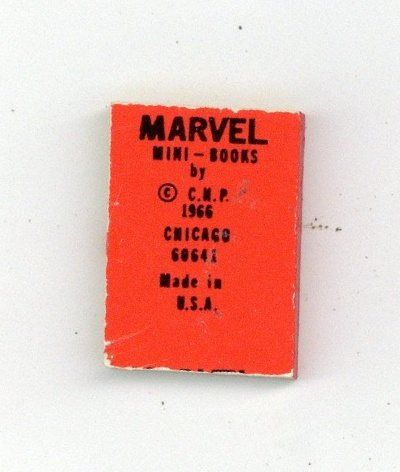 MARVEL
MINI-BOOKS
by
© C.M.P.
1966
CHICAGO
60641
Made in
U.S.A.